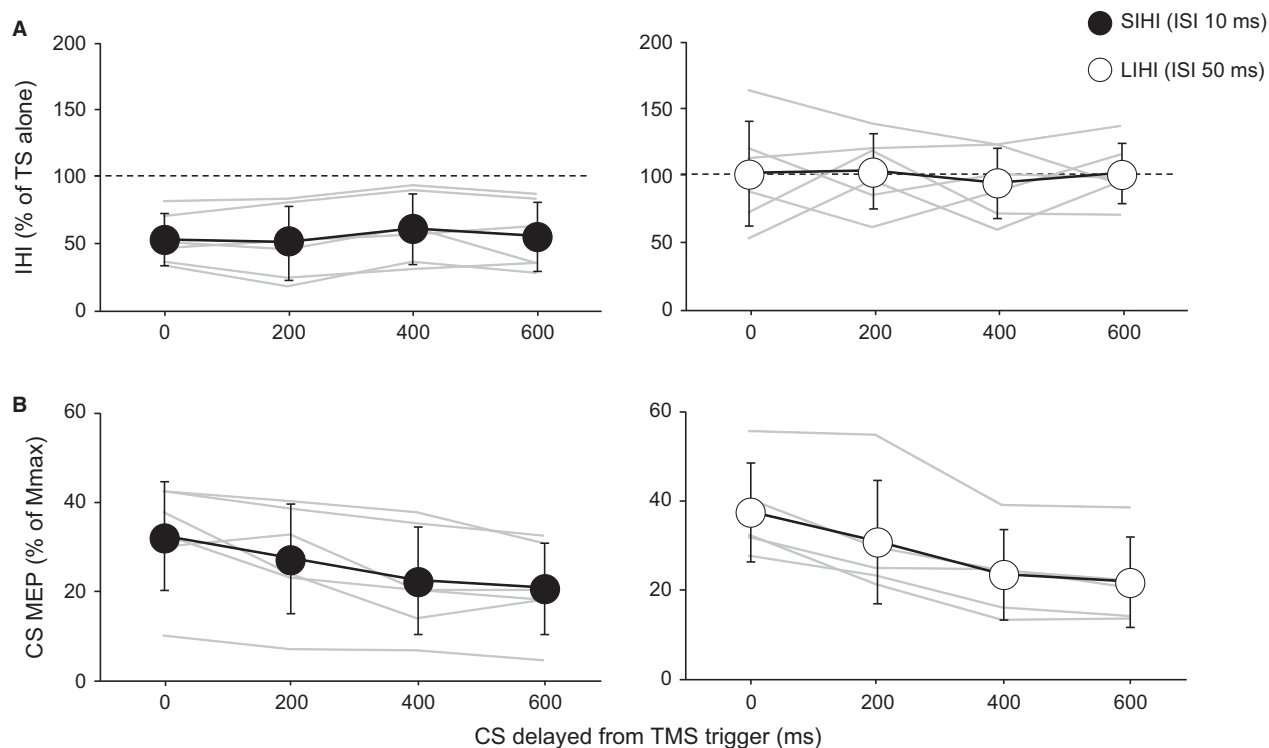 A
SIHI (ISI 10 ms)
LIHI (ISI 50 ms)
IHI (% of TS alone)
200
150
100
50
0
0 200 400 600
200
150
100
50
0
0 200 400 600
B
CS MEP (% of Mmax)
60
40
20
0
0 200 400 600
60
40
20
0
0 200 400 600
CS delayed from TMS trigger (ms)